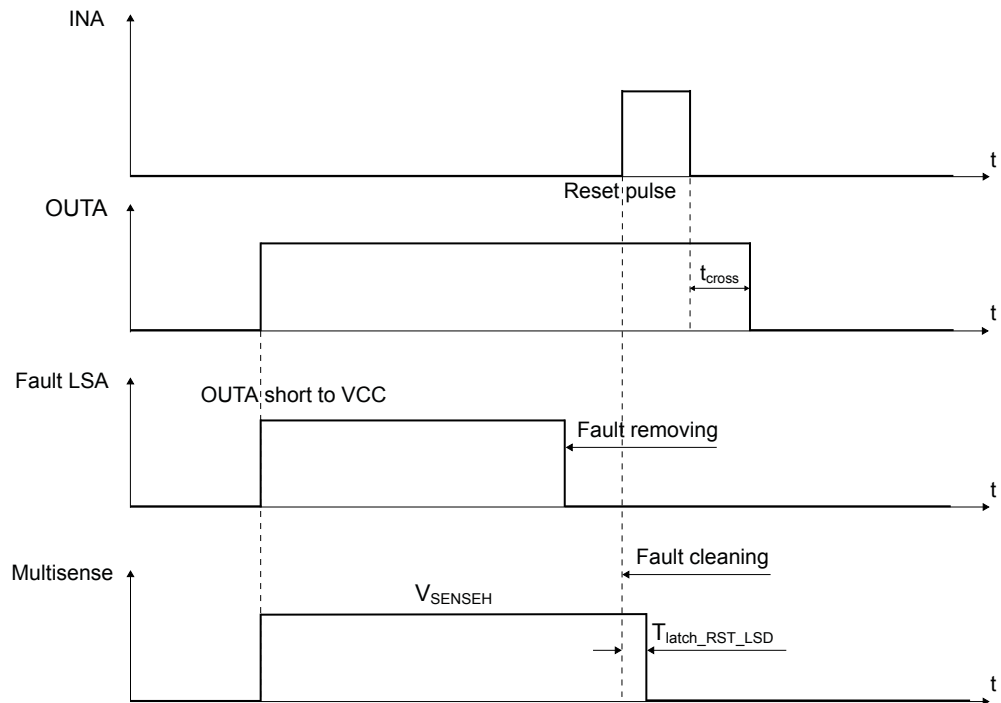 INA
t
Reset pulse
OUTA
tcross
t
Fault LSA
OUTA short to VCC
Fault removing
t
Fault cleaning
Multisense
VSENSEH
Tlatch_RST_LSD
t